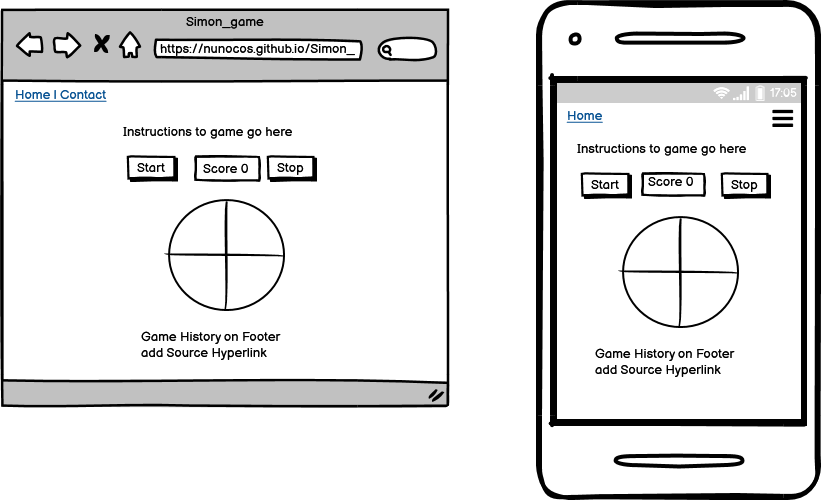 Simon_game
https://nunocos.github.io/Simon_
Home | Contact
Instructions to game go here
Start
Score 0
Stop
Game History on Footer
add Source Hyperlink
17:05
Home
Instructions to game go here
Start
Score 0
Stop
Game History on Footer
add Source Hyperlink